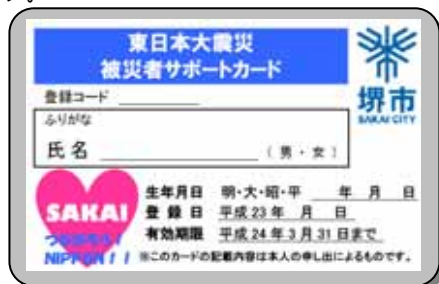 東日本大震災
被災者サポートカード
堺市
SAKAI CITY
登録コード
ふりがな
氏名 (男・女)
生年月日 明・大・昭・平 年 月 日
登録日 平成23年 月 日
有効期限 平成24年3月31日まで
SAKAI
つながろう!
NIPPON!!
※このカードの記載内容は本人の申し出によるものです。